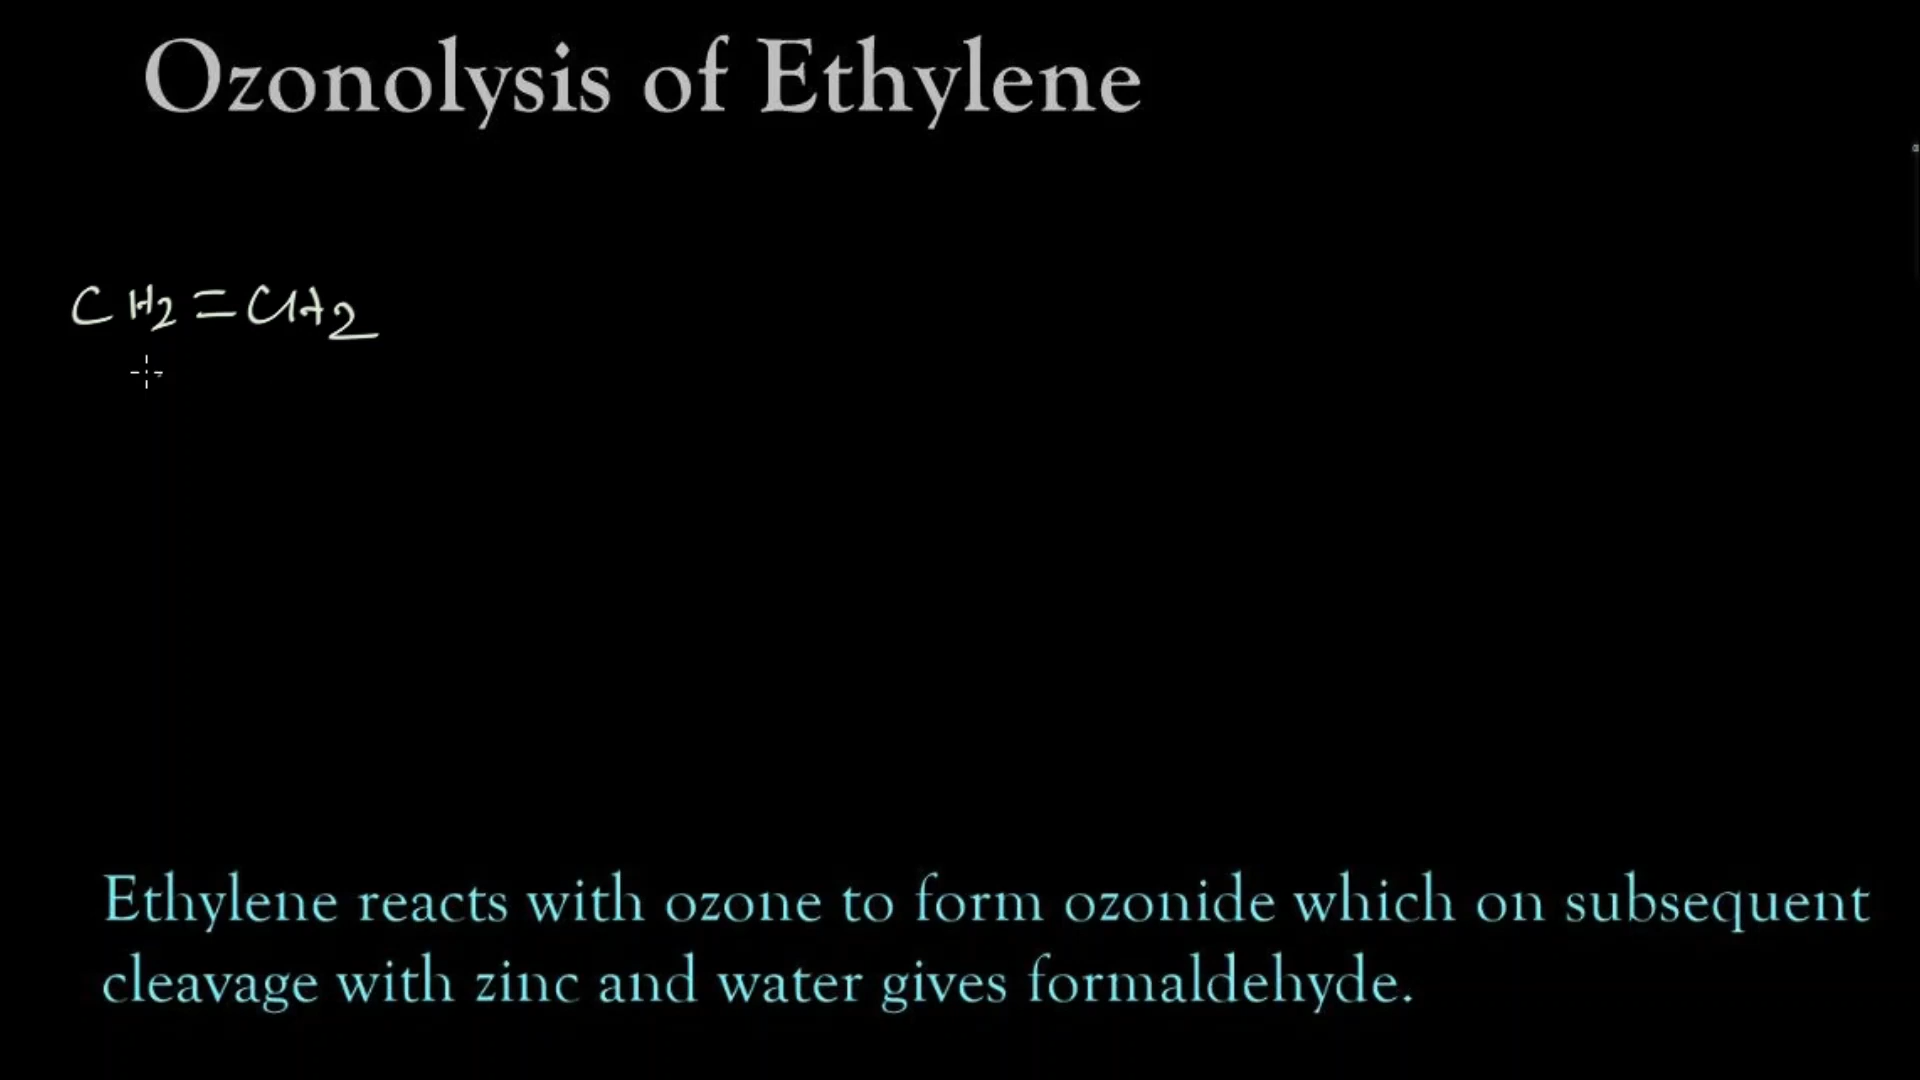 Ozonolysis of Ethylene
CH2=CH2
Ethylene reacts with ozone to form ozonide which on subsequent
cleavage with zinc and water gives formaldehyde.